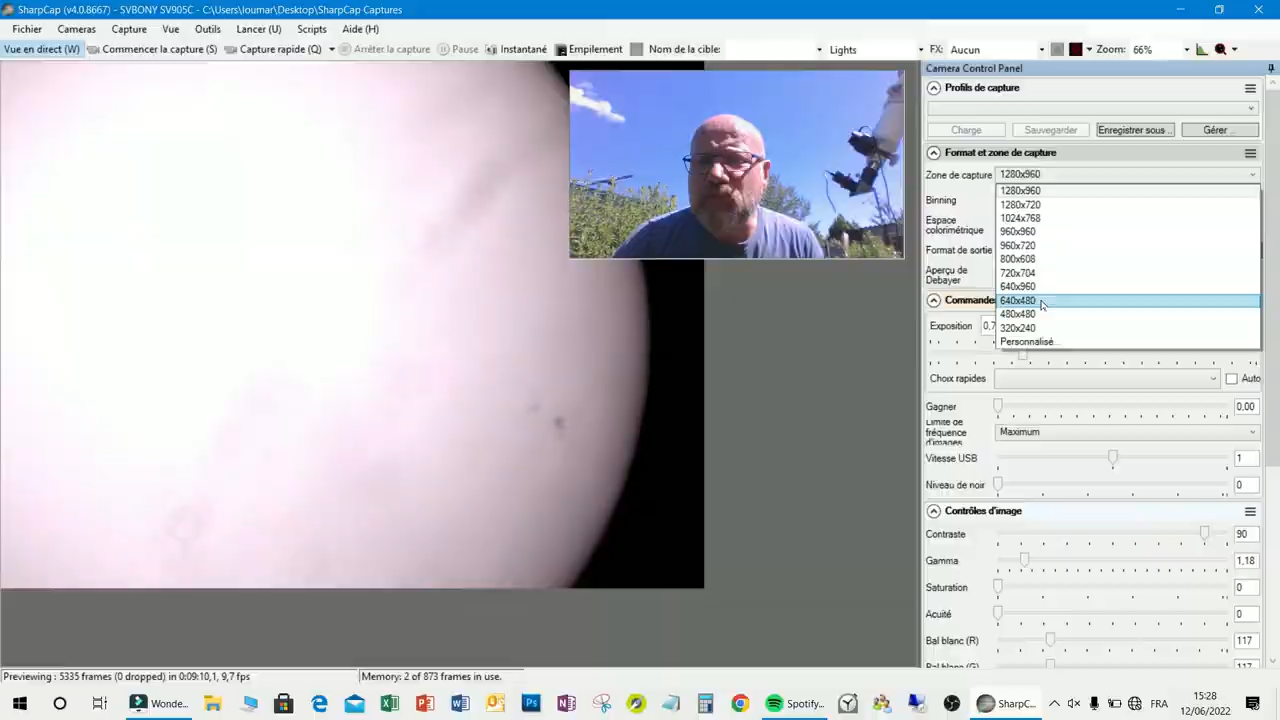 SharpCap (v4.0.8667) - SVBONY SV905C - C:\Users\loumar\Desktop\SharpCap Captures
Fichier Cameras Capture Vue Outils Lancer (U) Scripts Aide (H)
Vue en direct (W) Commencer la capture (S) Capture rapide (Q) Arrêter la capture Pause Instantané Empilement Nom de la cible: Lights FX: Aucun Zoom: 66%
Camera Control Panel
Profils de capture
Charge Sauvegarder Enregistrer sous .. Gérer ..
Format et zone de capture
Zone de capture 1280x960
1280x960
Binning
1280x720
1024x768
Espace
colorimétrique
960x960
960x720
Format de sortie
800x608
Aperçu de
Debayer
720x704
640x960
Commande
640x480
480x480
Exposition 0,7
320x240
Personnalisé...
Choix rapides Auto
Gagner 0,00
Limite de
fréquence
d'images
Maximum
Vitesse USB 1
Niveau de noir 0
Contrôles d'image
Contraste 90
Gamma 1,18
Saturation 0
Acuité 0
Bal blanc (R) 117
Bal blanc (G) 117
Previewing : 5335 frames (0 dropped) in 0:09:10,1, 9,7 fps Memory: 2 of 873 frames in use.
Wonde... Spotify... SharpC... FRA 15:28
12/06/2022